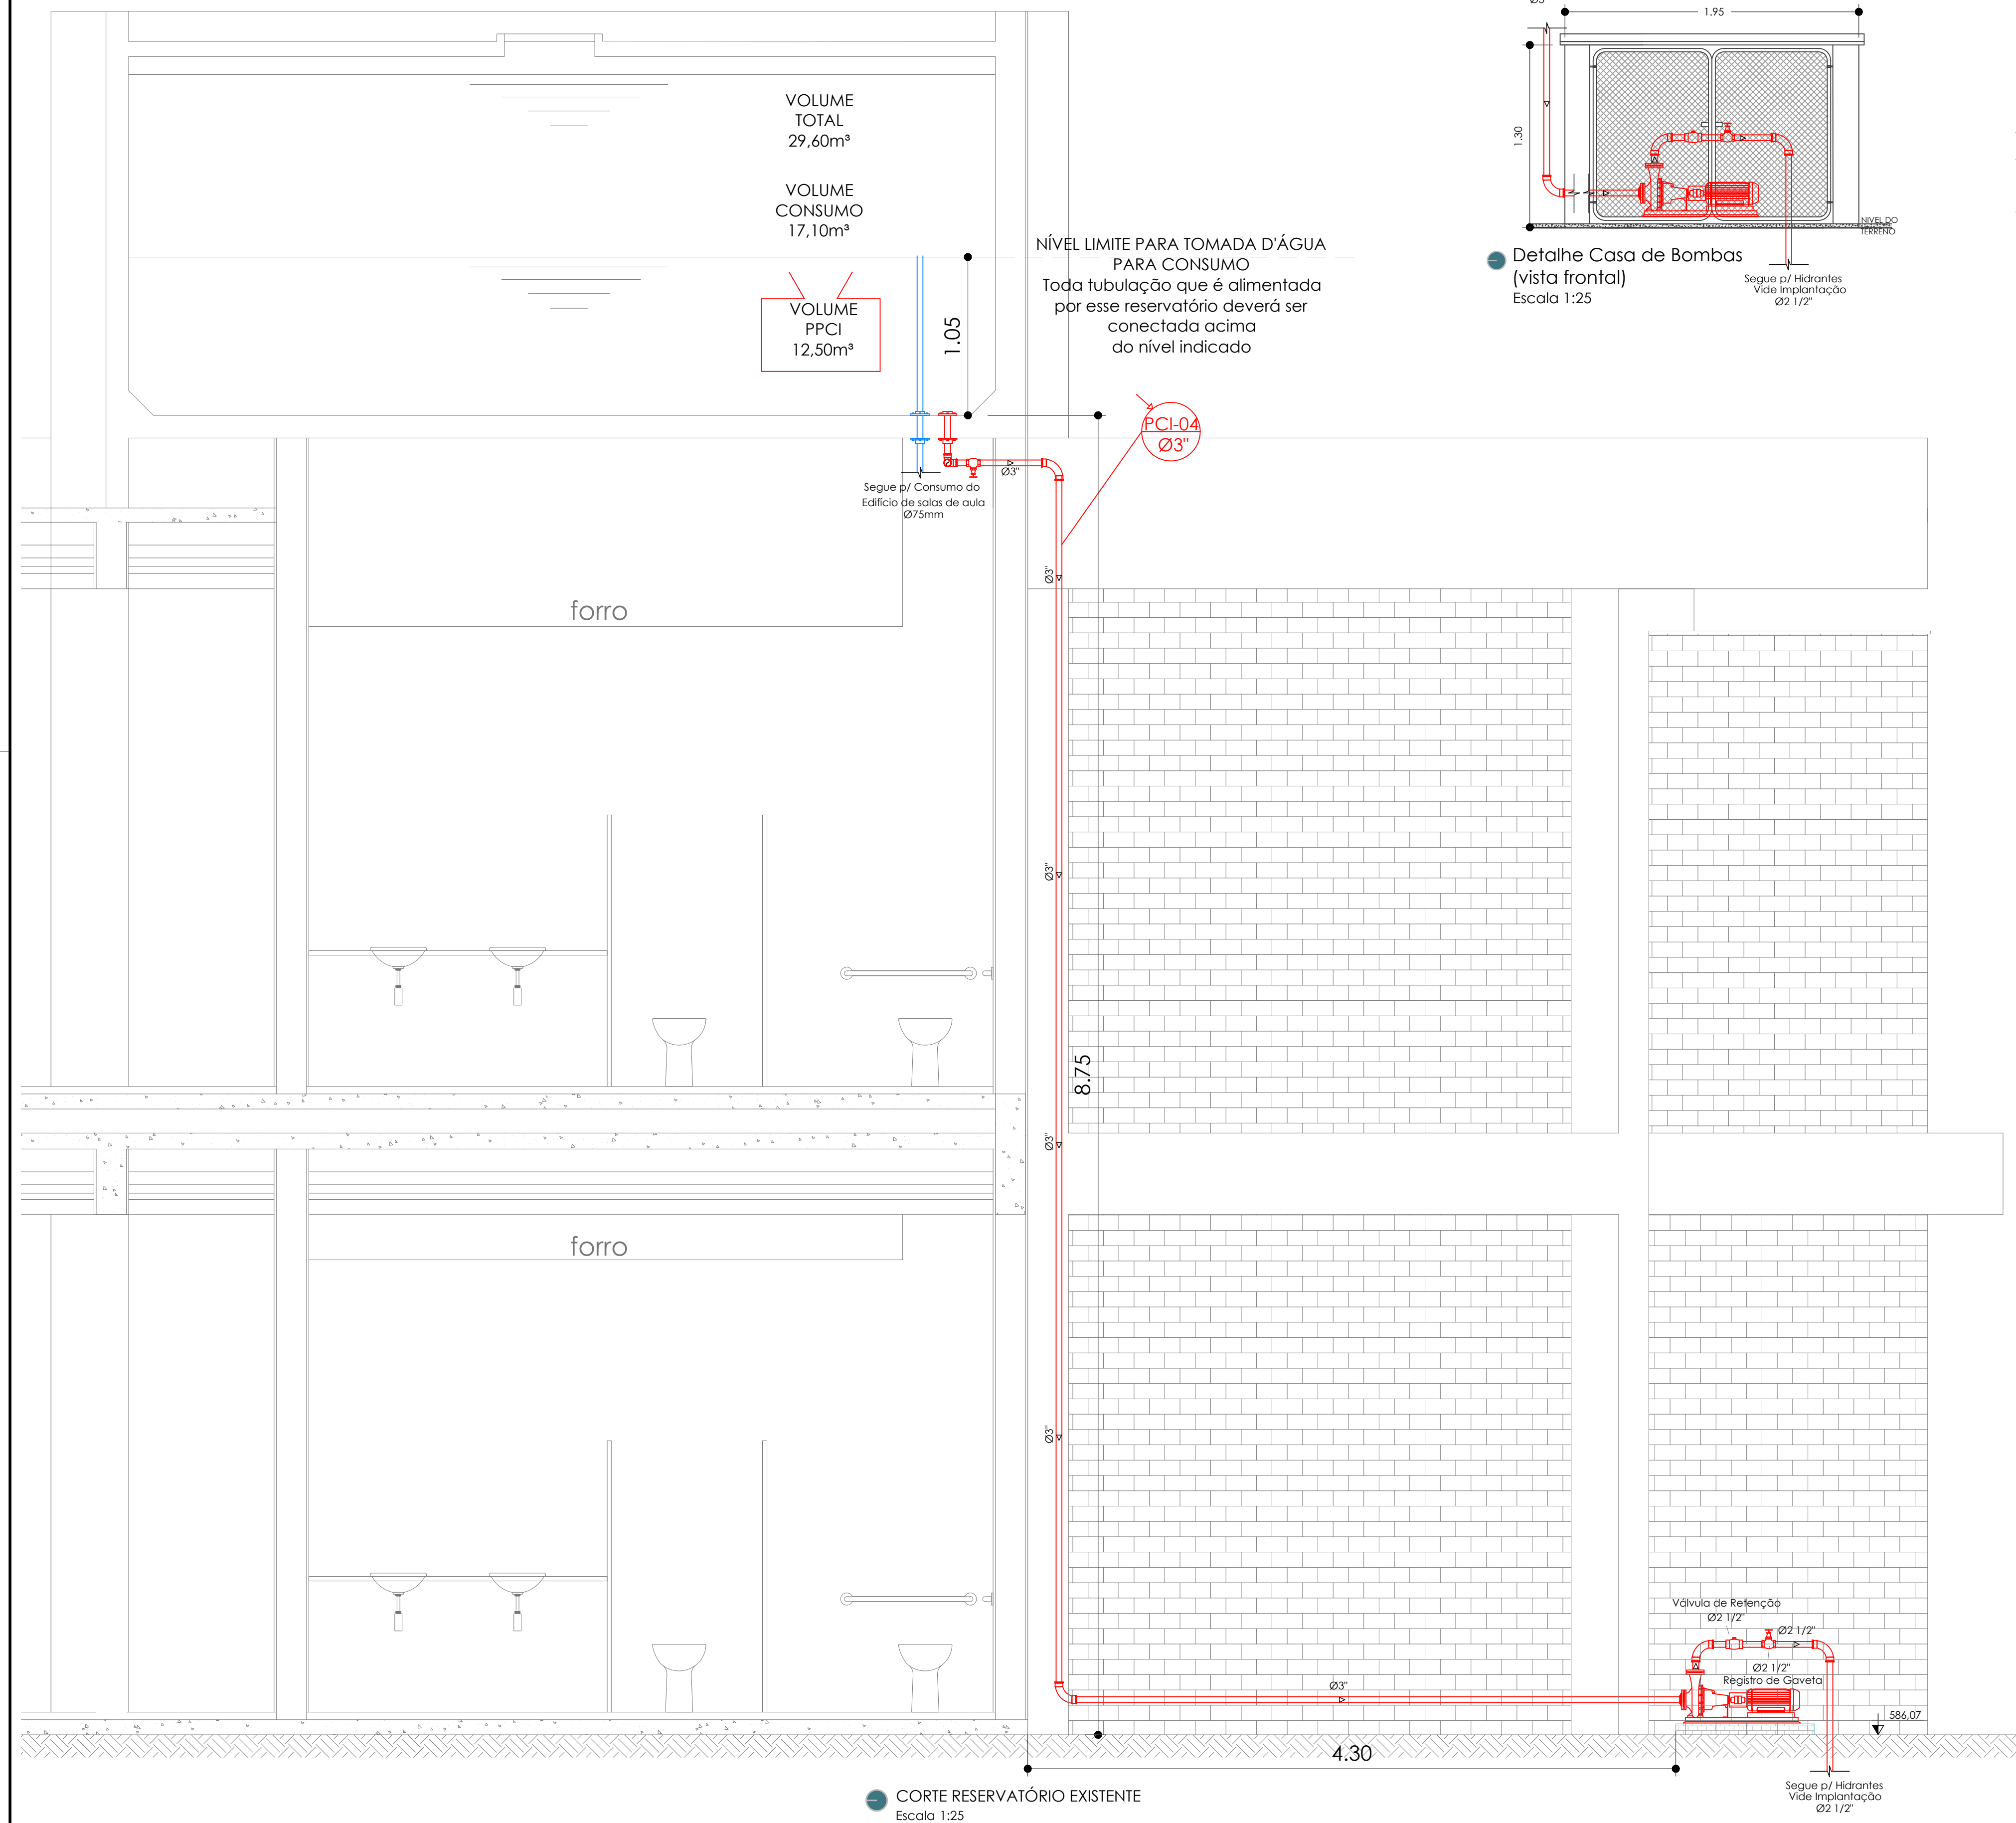 VOLUME
TOTAL
29,60m³
VOLUME
CONSUMO
17,10m³
VOLUME
PPCI
12,50m³
1.05
NÍVEL LIMITE PARA TOMADA D'ÁGUA
PARA CONSUMO
Toda tubulação que é alimentada
por esse reservatório deverá ser
conectada acima
do nível indicado
1.95
1.30
NIVEL DO
TERRENO
Detalhe Casa de Bombas
(vista frontal)
Escala 1:25
Segue p/ Hidrantes
Vide Implantação
Ø2 1/2"
PCI-04
Ø3"
Ø3"
Segue p/ Consumo do
Edifício de salas de aula
Ø75mm
Ø3"
forro
Ø3"
8.75
Ø3"
forro
Ø3"
Válvula de Retenção
Ø2 1/2"
Ø2 1/2"
Ø2 1/2"
Registro de Gaveta
Ø3"
586,07
4.30
CORTE RESERVATÓRIO EXISTENTE
Escala 1:25
Segue p/ Hidrantes
Vide Implantação
Ø2 1/2"